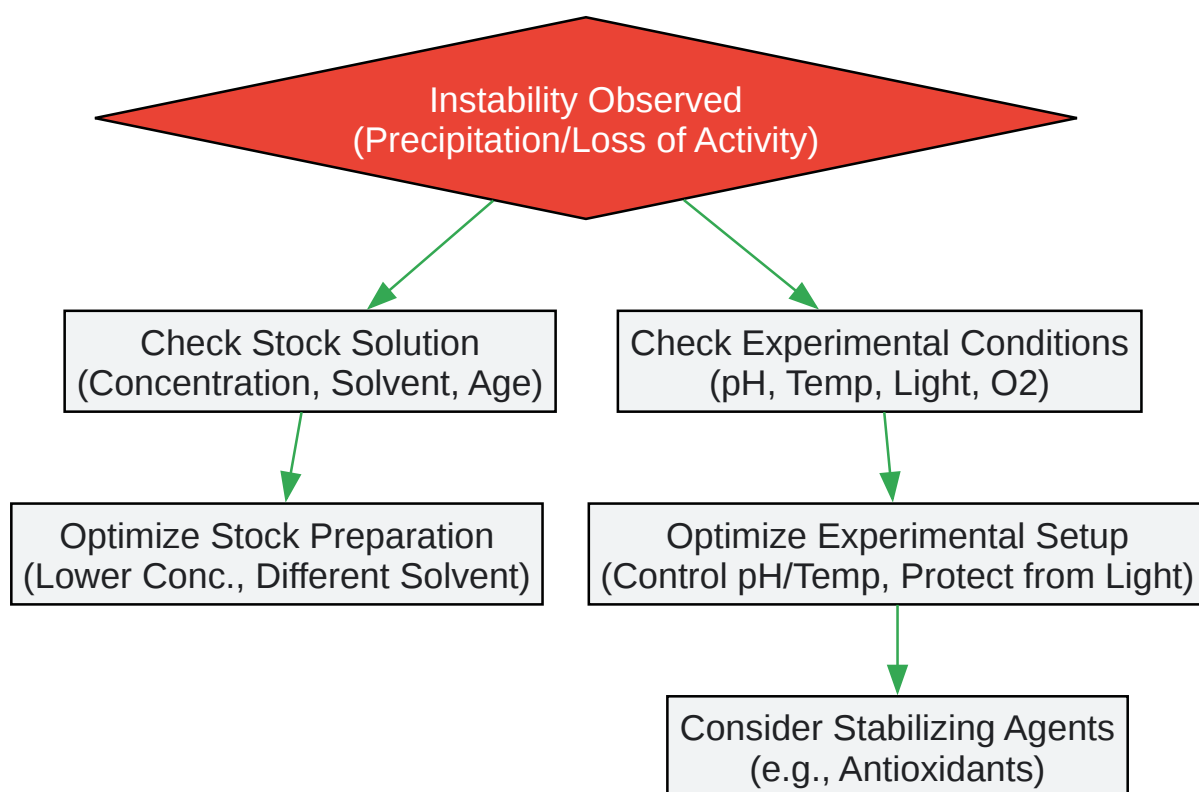 Instability Observed
(Precipitation/Loss of Activity)
Check Stock Solution
(Concentration, Solvent, Age)
Check Experimental Conditions
(pH, Temp, Light, O2)
Optimize Stock Preparation
(Lower Conc., Different Solvent)
Optimize Experimental Setup
(Control pH/Temp, Protect from Light)
Consider Stabilizing Agents
(e.g., Antioxidants)